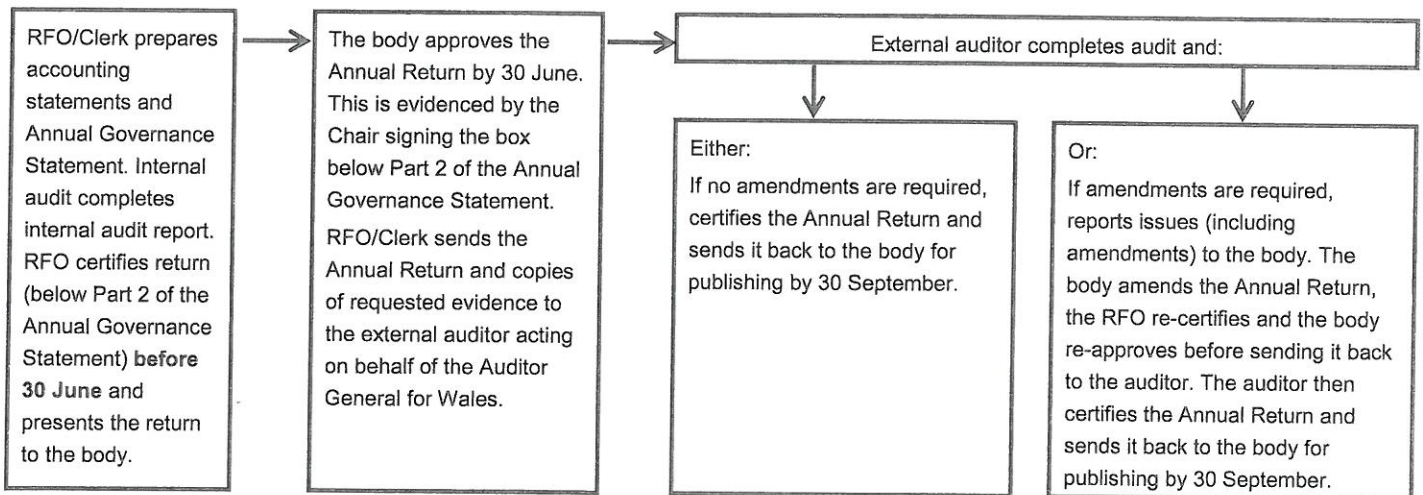 RFO/Clerk prepares
accounting
statements and
Annual Governance
Statement. Internal
audit completes
internal audit report.
RFO certifies return
(below Part 2 of the
Annual Governance
Statement) before
30 June and
presents the return
to the body.
The body approves the
Annual Return by 30 June.
This is evidenced by the
Chair signing the box
below Part 2 of the Annual
Governance Statement.
RFO/Clerk sends the
Annual Return and copies
of requested evidence to
the external auditor acting
on behalf of the Auditor
General for Wales.
External auditor completes audit and:
Either:
If no amendments are required,
certifies the Annual Return and
sends it back to the body for
publishing by 30 September.
Or:
If amendments are required,
reports issues (including
amendments) to the body. The
body amends the Annual Return,
the RFO re-certifies and the body
re-approves before sending it back
to the auditor. The auditor then
certifies the Annual Return and
sends it back to the body for
publishing by 30 September.